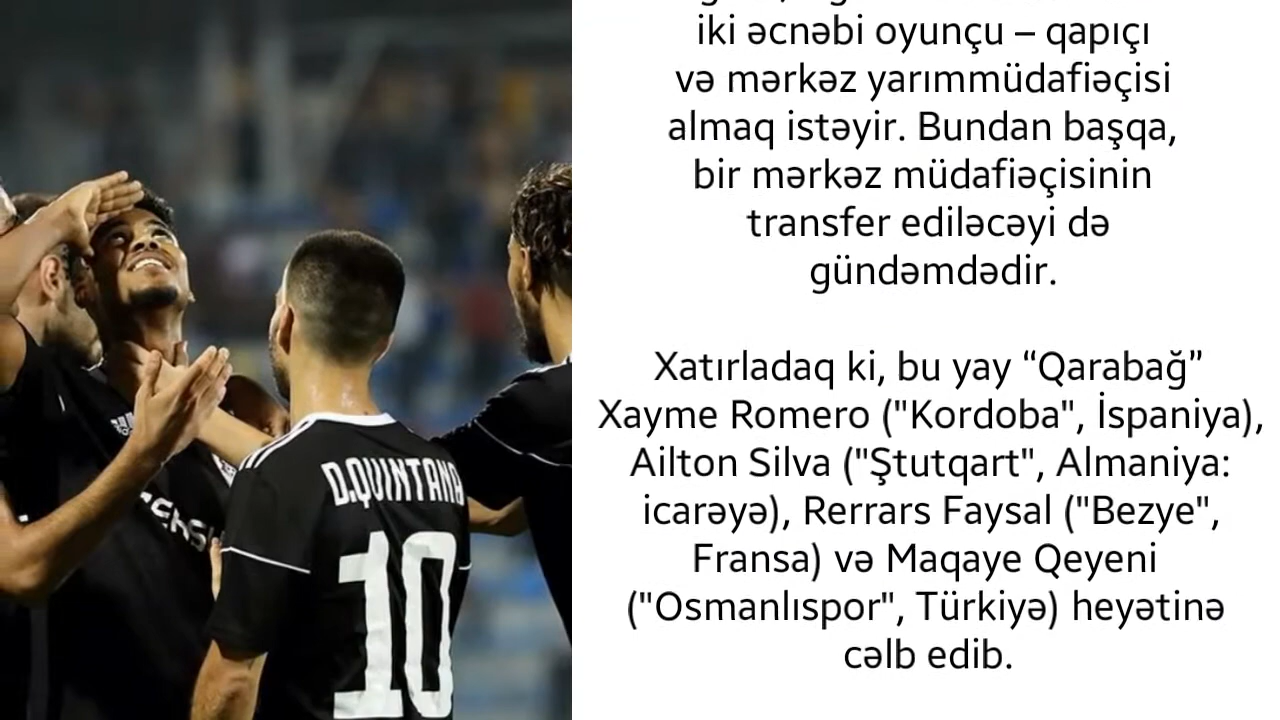 iki əcnəbi oyunçu – qapıçı
və mərkəz yarımmüdafiəçisi
almaq istəyir. Bundan başqa,
bir mərkəz müdafiəçisinin
transfer ediləcəyi də
gündəmdədir.
Xatırladaq ki, bu yay “Qarabağ”
Xayme Romero ("Kordoba", İspaniya),
Ailton Silva ("Ştutqart", Almaniya:
icarəyə), Rerrars Faysal ("Bezye",
Fransa) və Maqaye Qeyeni
("Osmanlıspor", Türkiyə) heyətinə
cəlb edib.
D.QUINTANA
10